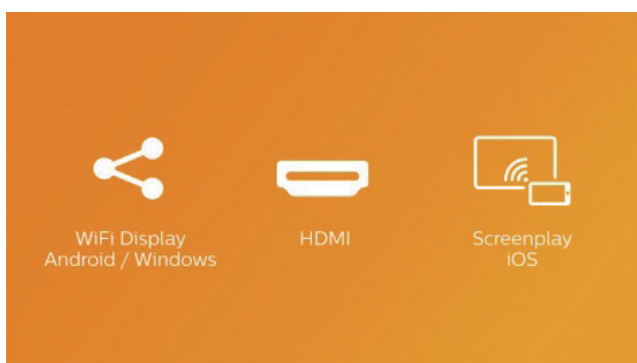 WiFi Display
Android / Windows
HDMI
Screenplay
iOS